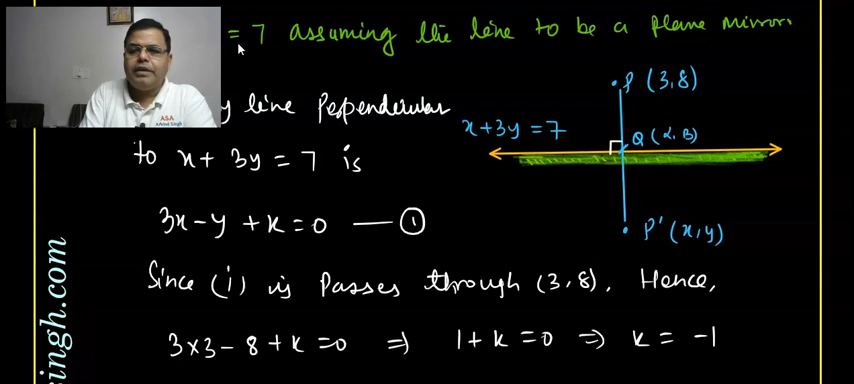 = 7 assuming the line to be a plane mirror.
line Perpendicular
to x + 3y = 7 is
3x - y + k = 0 — ①
Since (i) is Passes through (3, 8). Hence,
3×3 - 8 + k = 0 ⇒ 1 + k = 0 ⇒ k = -1
P (3,8)
x + 3y = 7
Q (α, β)
P' (x, y)
ASA
Arvind Singh
singh.com